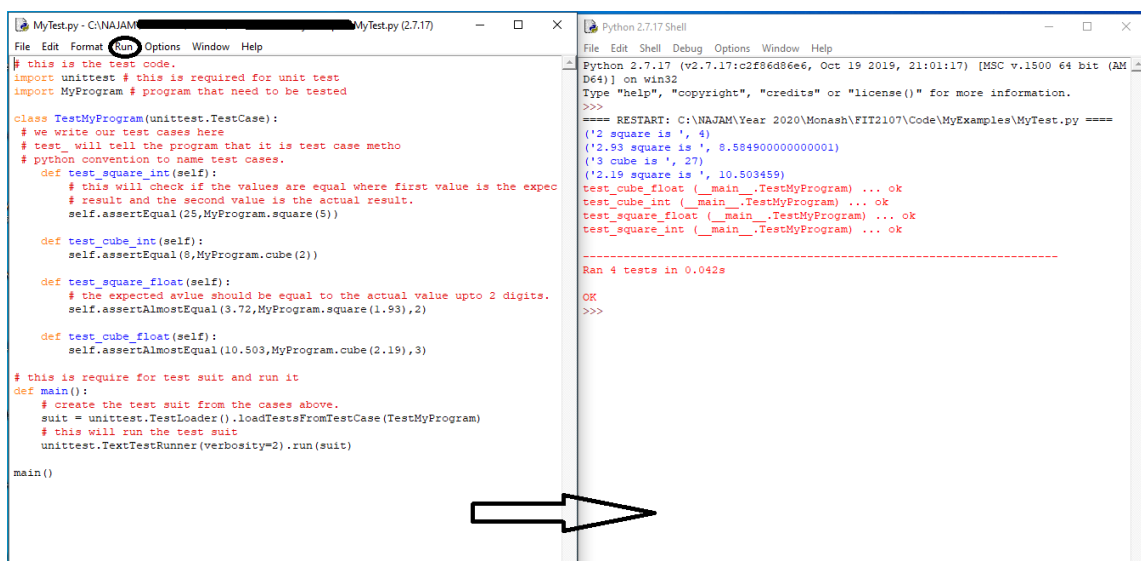 MyTest.py - C:\NAJAM\ MyTest.py (2.7.17)
File Edit Format Run Options Window Help
# this is the test code.
import unittest # this is required for unit test
import MyProgram # program that need to be tested
class TestMyProgram(unittest.TestCase):
# we write our test cases here
# test_ will tell the program that it is test case metho
# python convention to name test cases.
def test_square_int(self):
# this will check if the values are equal where first value is the expec
# result and the second value is the actual result.
self.assertEqual(25,MyProgram.square(5))
def test_cube_int(self):
self.assertEqual(8,MyProgram.cube(2))
def test_square_float(self):
# the expected avlue should be equal to the actual value upto 2 digits.
self.assertAlmostEqual(3.72,MyProgram.square(1.93),2)
def test_cube_float(self):
self.assertAlmostEqual(10.503,MyProgram.cube(2.19),3)
# this is require for test suit and run it
def main():
# create the test suit from the cases above.
suit = unittest.TestLoader().loadTestsFromTestCase(TestMyProgram)
# this will run the test suit
unittest.TextTestRunner(verbosity=2).run(suit)
main()
Python 2.7.17 Shell
File Edit Shell Debug Options Window Help
Python 2.7.17 (v2.7.17:c2f86d86e6, Oct 19 2019, 21:01:17) [MSC v.1500 64 bit (AM
D64)] on win32
Type "help", "copyright", "credits" or "license()" for more information.
>>>
==== RESTART: C:\NAJAM\Year 2020\Monash\FIT2107\Code\MyExamples\MyTest.py ====
('2 square is ', 4)
('2.93 square is ', 8.584900000000001)
('3 cube is ', 27)
('2.19 square is ', 10.503459)
test_cube_float (__main__.TestMyProgram) ... ok
test_cube_int (__main__.TestMyProgram) ... ok
test_square_float (__main__.TestMyProgram) ... ok
test_square_int (__main__.TestMyProgram) ... ok
----------------------------------------------------------------------
Ran 4 tests in 0.042s
OK
>>>